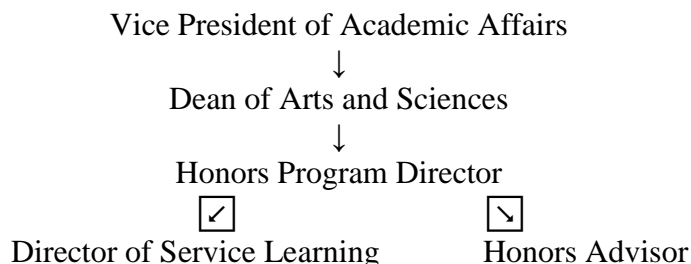 Vice President of Academic Affairs
↓
Dean of Arts and Sciences
↓
Honors Program Director
↙ ↘
Director of Service Learning Honors Advisor